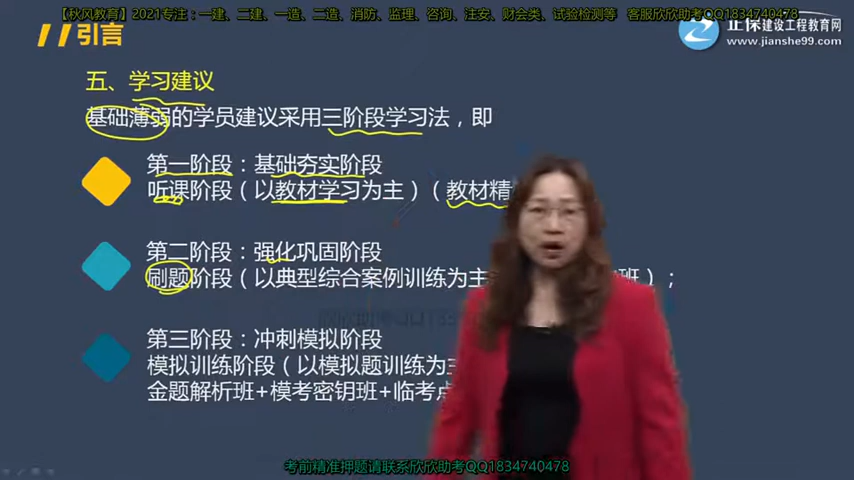 【秋风教育】2021专注：一建、二建、一造、二造、消防、监理、咨询、注安、财会类、试验检测等 客服欣欣助考QQ1834740478
引言
正保建设工程教育网
www.jianshe99.com
五、学习建议
基础薄弱的学员建议采用三阶段学习法，即
第一阶段：基础夯实阶段
听课阶段（以教材学习为主）（教材精
第二阶段：强化巩固阶段
刷题阶段（以典型综合案例训练为主 班）；
第三阶段：冲刺模拟阶段
模拟训练阶段（以模拟题训练为主
金题解析班+模考密钥班+临考点
考前精准押题请联系欣欣助考QQ1834740478